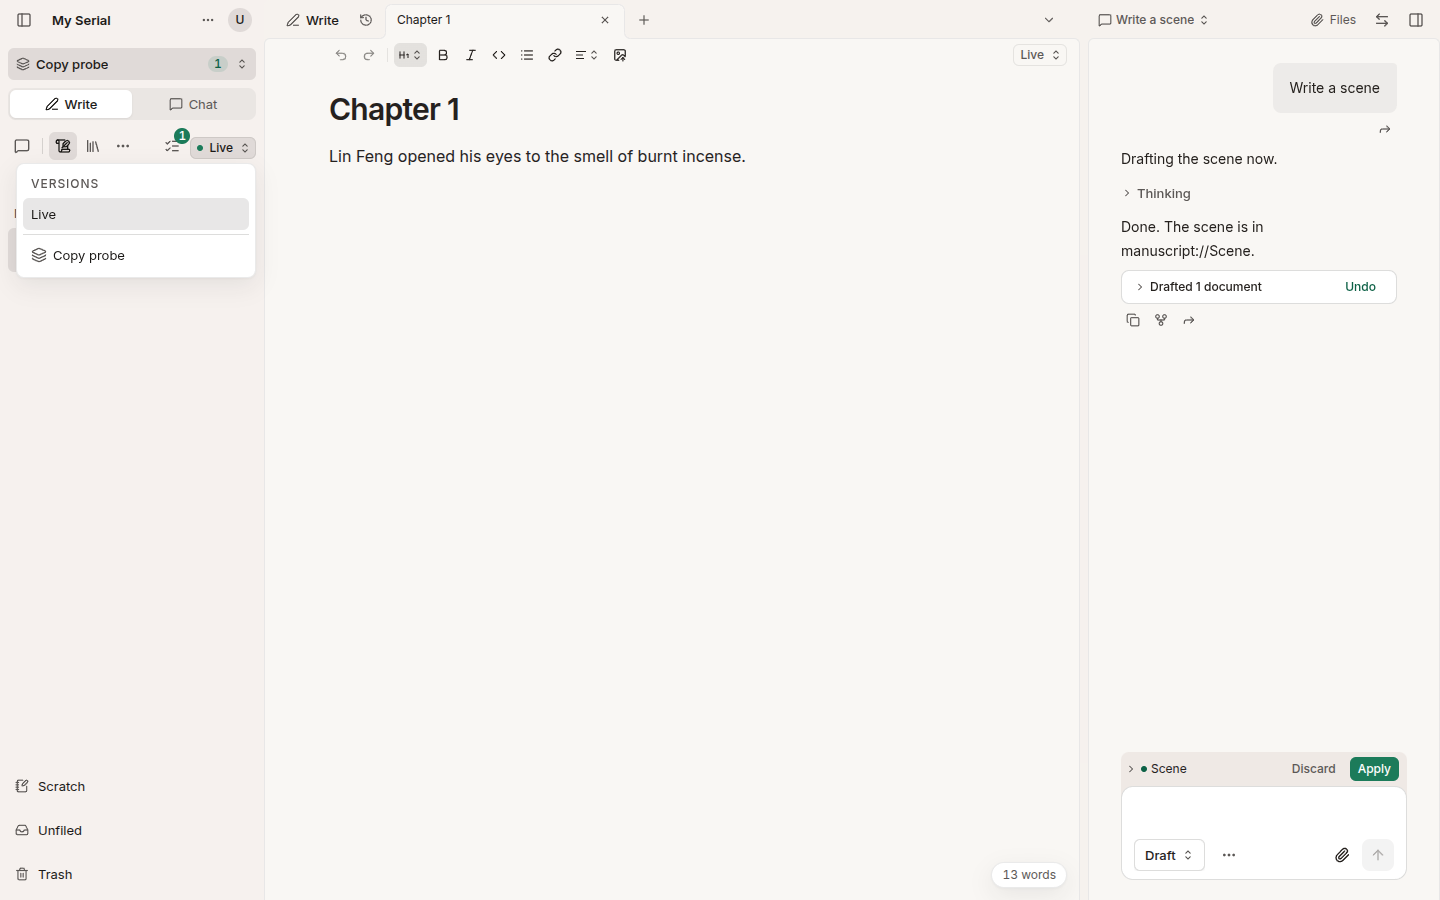 My Serial
U
Copy probe
1
Write
Chat
1
Live
VERSIONS
Live
Copy probe
Scratch
Unfiled
Trash
Write
Chapter 1
H1
Live
Chapter 1
Lin Feng opened his eyes to the smell of burnt incense.
13 words
Write a scene
Files
Write a scene
Drafting the scene now.
Thinking
Done. The scene is in
manuscript://Scene.
Drafted 1 document
Undo
Scene
Discard
Apply
Draft